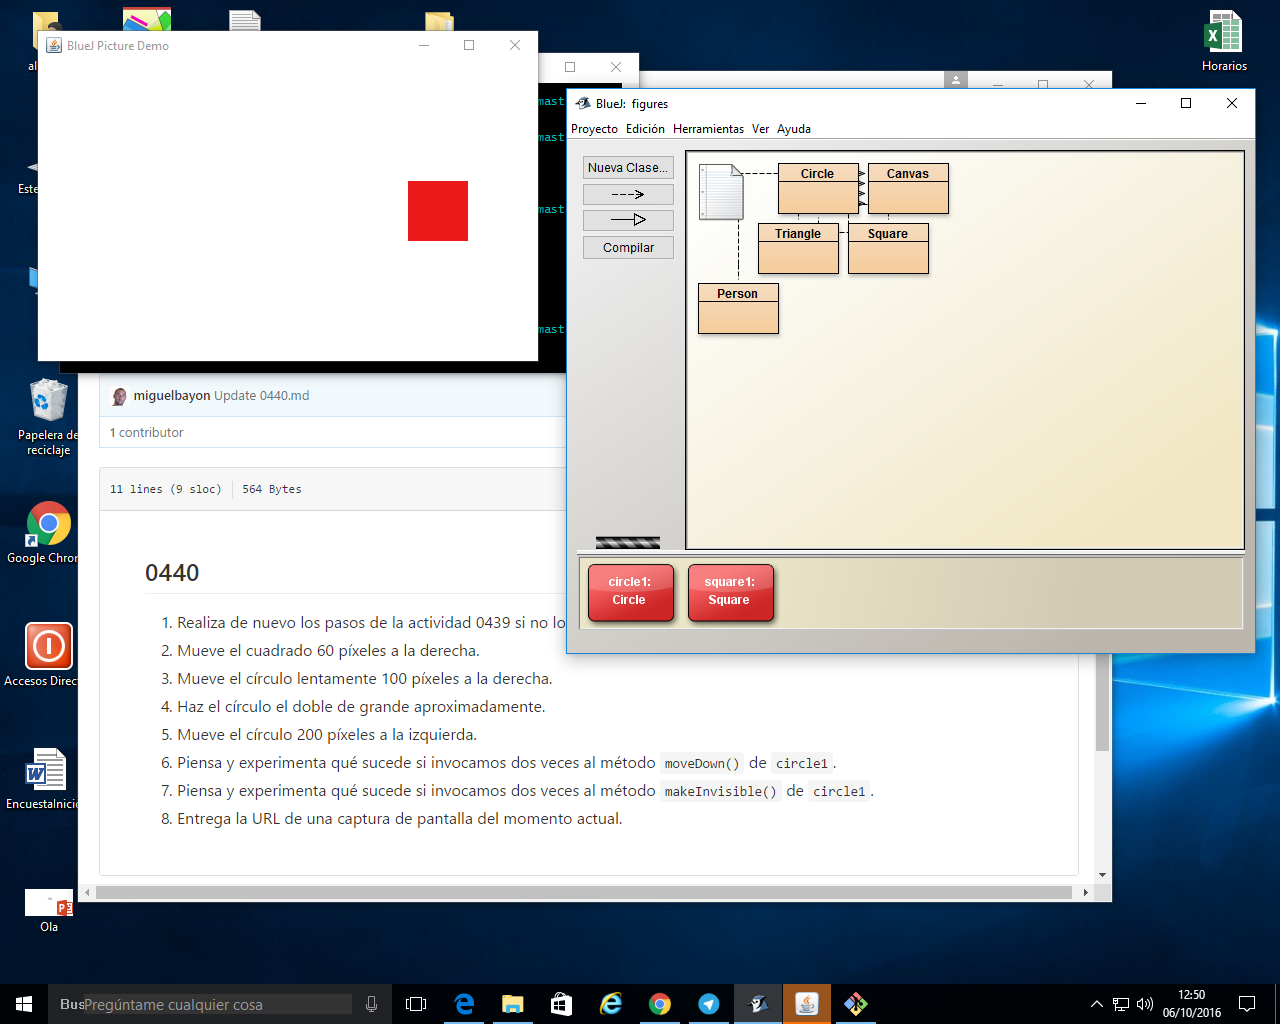 BlueJ Picture Demo
Horarios
BlueJ: figures
Proyecto Edición Herramientas Ver Ayuda
Nueva Clase...
Compilar
Circle
Canvas
Triangle
Square
Person
circle1:
Circle
square1:
Square
mast
mast
mast
mast
Este
Papelera de
reciclaje
Google Chron
Accesos Direc
EncuestaInicio
Ola
miguelbayon Update 0440.md
1 contributor
11 lines (9 sloc) 564 Bytes
0440
1. Realiza de nuevo los pasos de la actividad 0439 si no lo
2. Mueve el cuadrado 60 píxeles a la derecha.
3. Mueve el círculo lentamente 100 píxeles a la derecha.
4. Haz el círculo el doble de grande aproximadamente.
5. Mueve el círculo 200 píxeles a la izquierda.
6. Piensa y experimenta qué sucede si invocamos dos veces al método moveDown() de circle1.
7. Piensa y experimenta qué sucede si invocamos dos veces al método makeInvisible() de circle1.
8. Entrega la URL de una captura de pantalla del momento actual.
Pregúntame cualquier cosa
12:50
06/10/2016